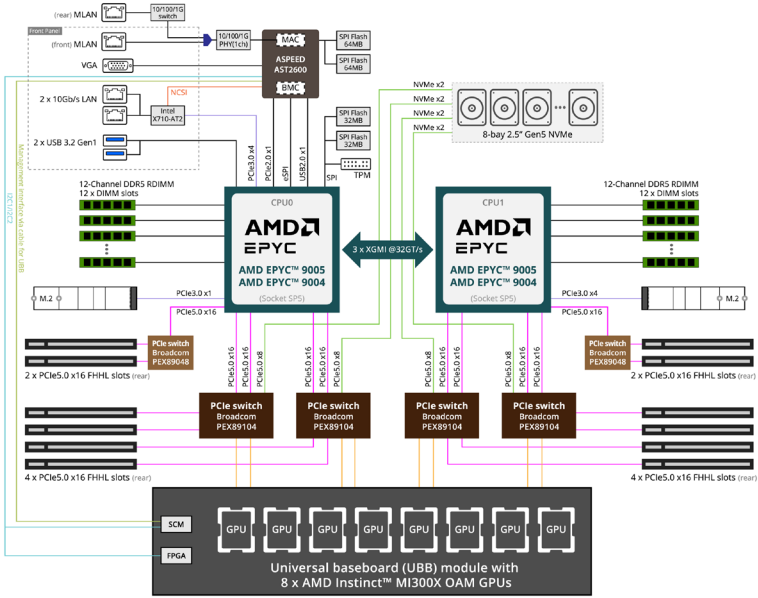 (rear) MLAN
10/100/1G
switch
Front Panel
(front) MLAN
10/100/1G
PHY(1ch)
MAC
ASPEED
AST2600
BMC
SPI Flash
64MB
SPI Flash
64MB
VGA
NCSI
2 x 10Gb/s LAN
Intel
X710-AT2
2 x USB 3.2 Gen1
SPI Flash
32MB
SPI Flash
32MB
TPM
PCIe3.0 x4
PCIe2.0 x1
eSPI
USB2.0 x1
SPI
NVMe x2
NVMe x2
NVMe x2
NVMe x2
8-bay 2.5” Gen5 NVMe
Management interface via cable for UBB
I2C1/I2C2
12-Channel DDR5 RDIMM
12 x DIMM slots
CPU0
AMD
EPYC
AMD EPYC™ 9005
AMD EPYC™ 9004
(Socket SP5)
3 x XGMI @32GT/s
CPU1
AMD
EPYC
AMD EPYC™ 9005
AMD EPYC™ 9004
(Socket SP5)
12-Channel DDR5 RDIMM
12 x DIMM slots
M.2
PCIe3.0 x1
PCIe5.0 x16
PCIe3.0 x4
PCIe5.0 x16
M.2
PCIe switch
Broadcom
PEX89048
2 x PCIe5.0 x16 FHHL slots (rear)
PCIe5.0 x16
PCIe5.0 x16
PCIe5.0 x8
PCIe5.0 x16
PCIe5.0 x16
PCIe5.0 x8
PCIe5.0 x8
PCIe5.0 x16
PCIe5.0 x16
PCIe5.0 x8
PCIe5.0 x16
PCIe5.0 x16
PCIe switch
Broadcom
PEX89048
2 x PCIe5.0 x16 FHHL slots (rear)
PCIe switch
Broadcom
PEX89104
PCIe switch
Broadcom
PEX89104
PCIe switch
Broadcom
PEX89104
PCIe switch
Broadcom
PEX89104
4 x PCIe5.0 x16 FHHL slots (rear)
4 x PCIe5.0 x16 FHHL slots (rear)
SCM
FPGA
GPU GPU GPU GPU GPU GPU GPU GPU
Universal baseboard (UBB) module with
8 x AMD Instinct™ MI300X OAM GPUs